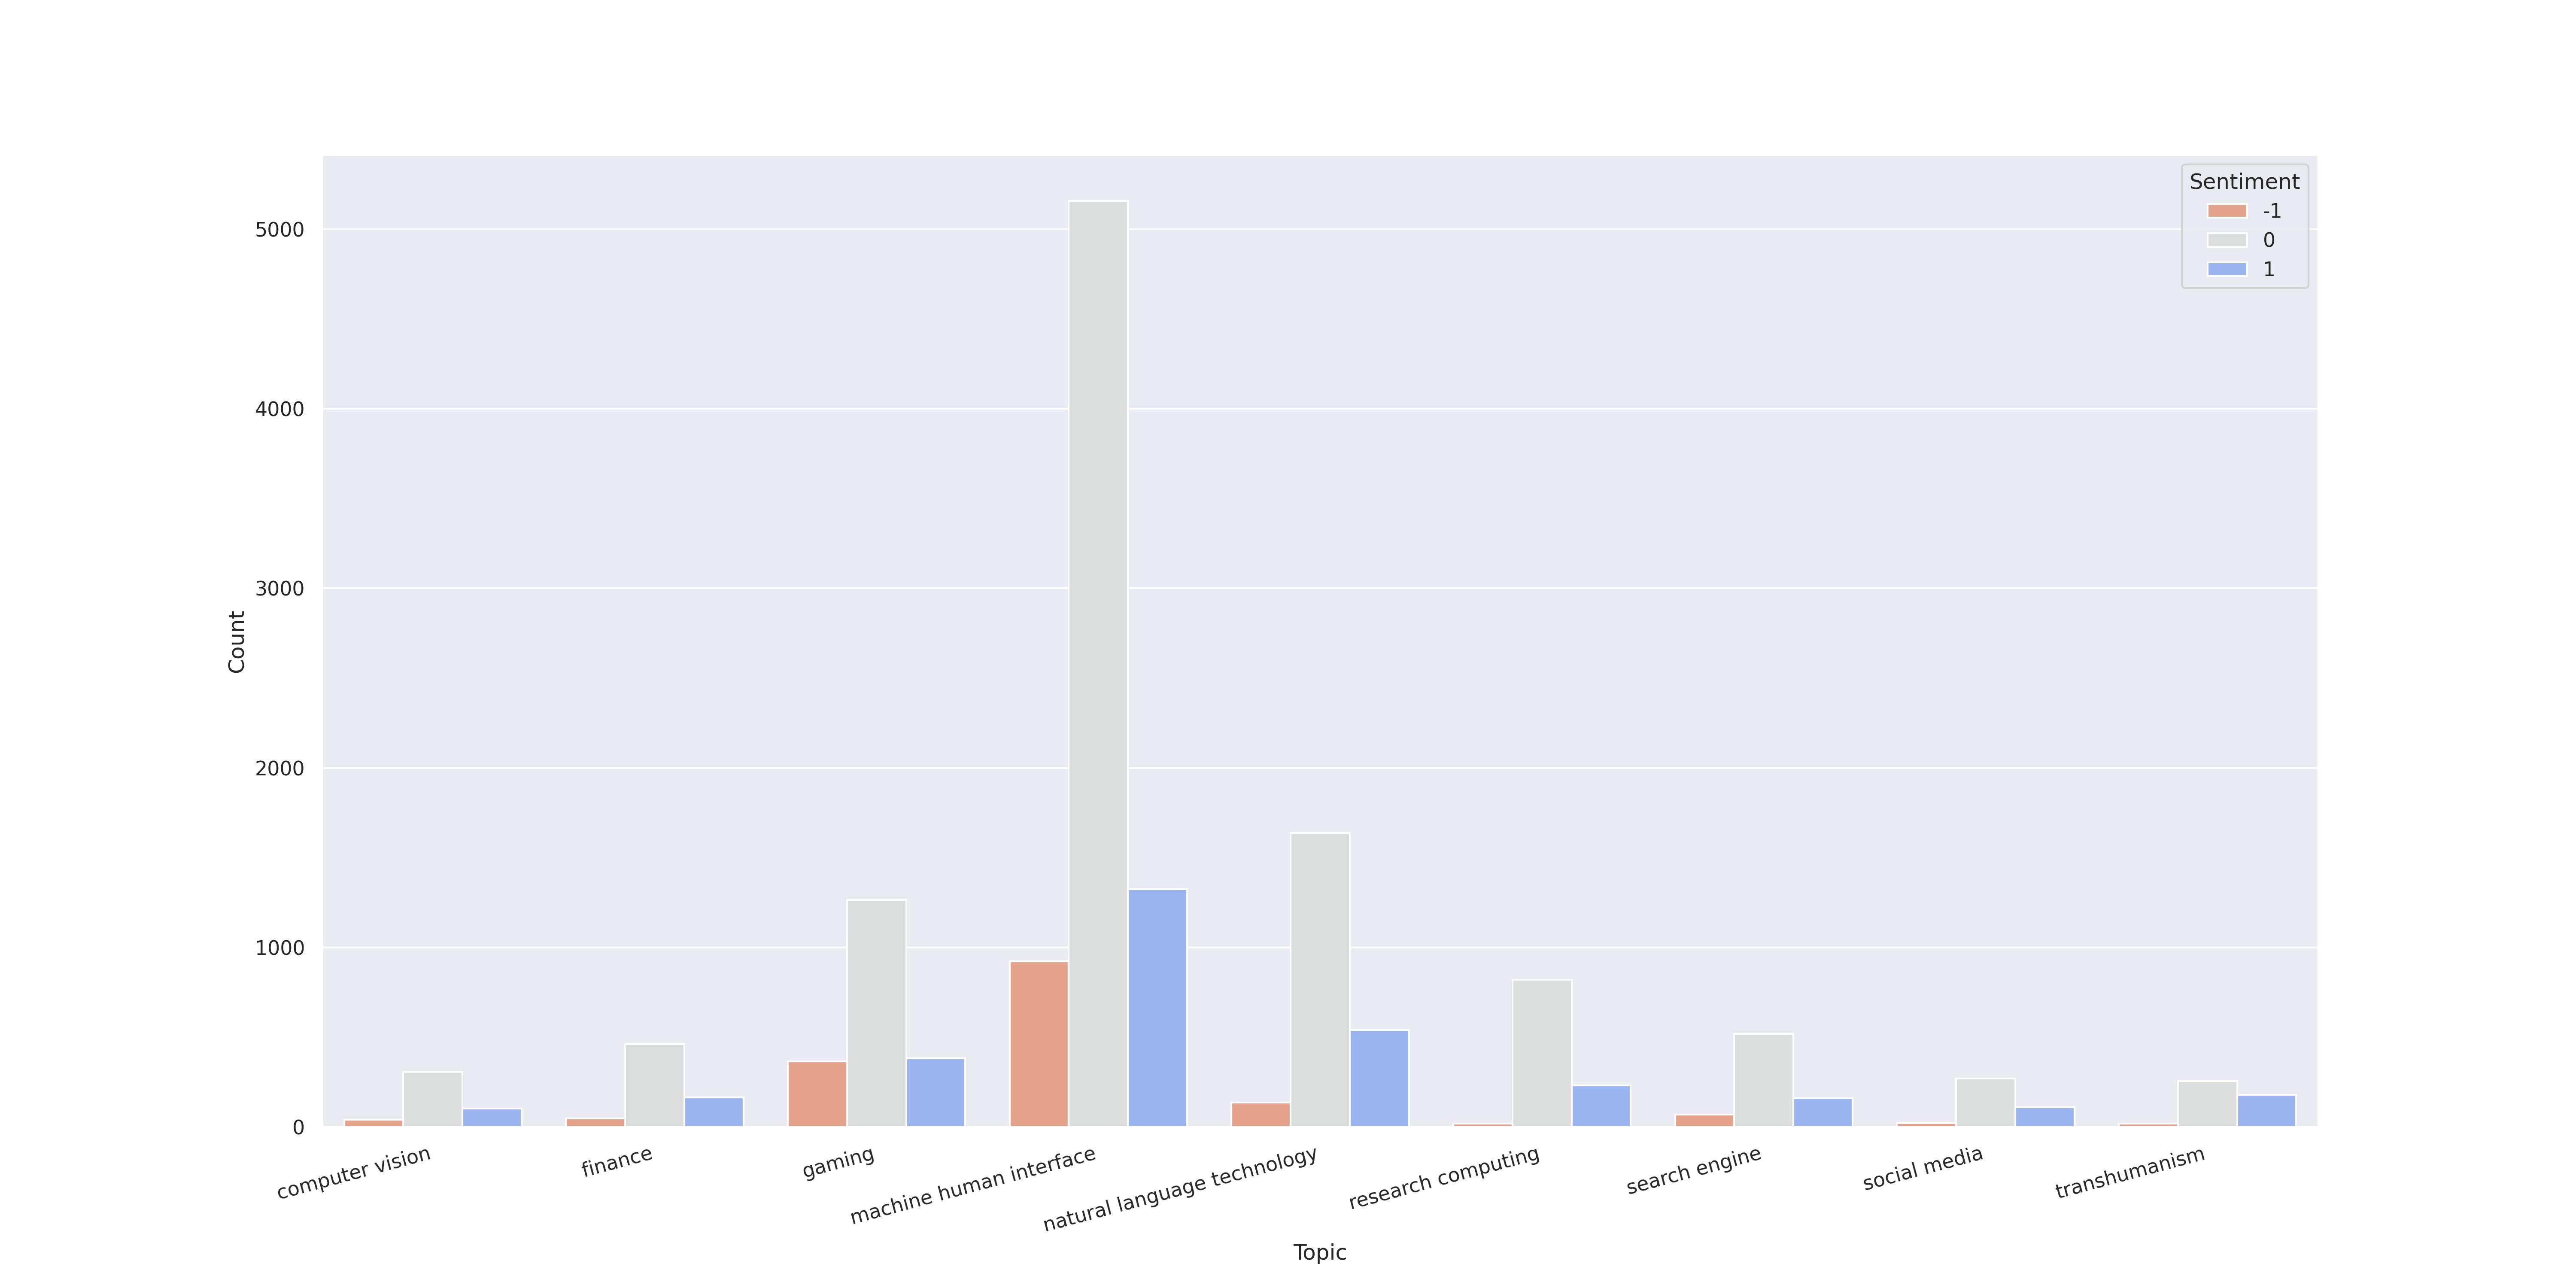 Sentiment
-1
0
1
5000
4000
3000
2000
1000
0
Count
computer vision
finance
gaming
machine human interface
natural language technology
research computing
search engine
social media
transhumanism
Topic